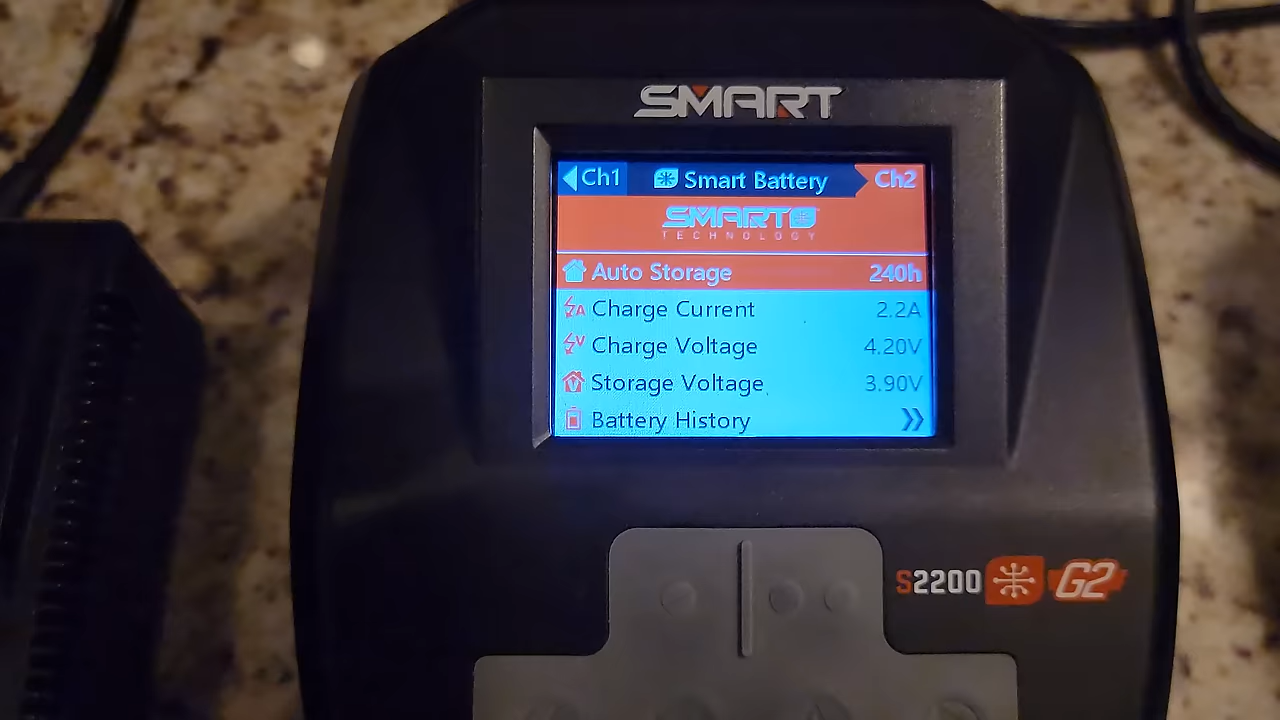 SMART
Ch1 Smart Battery Ch2
SMART
TECHNOLOGY
Auto Storage 240h
Charge Current 2.2A
Charge Voltage 4.20V
Storage Voltage 3.90V
Battery History »
S2200 G2